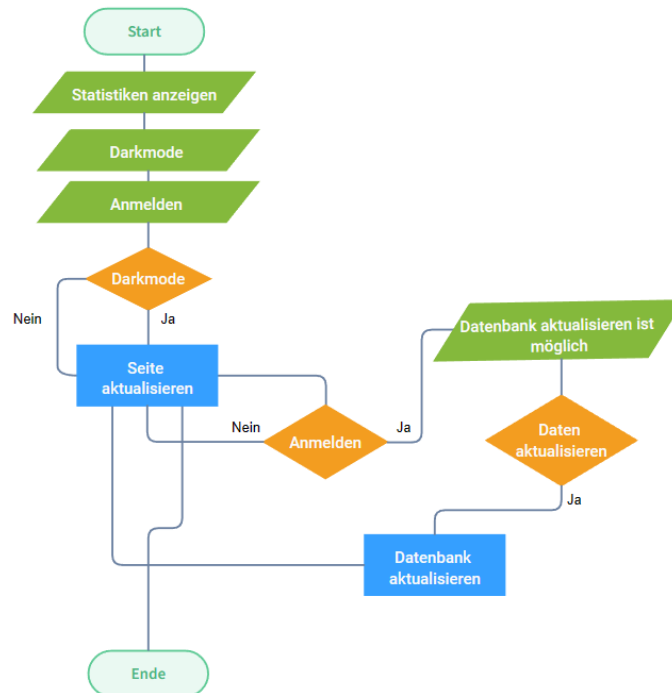 Start
Statistiken anzeigen
Darkmode
Anmelden
Darkmode
Nein
Ja
Seite
aktualisieren
Nein
Anmelden
Ja
Datenbank aktualisieren ist
möglich
Daten
aktualisieren
Ja
Datenbank
aktualisieren
Ende